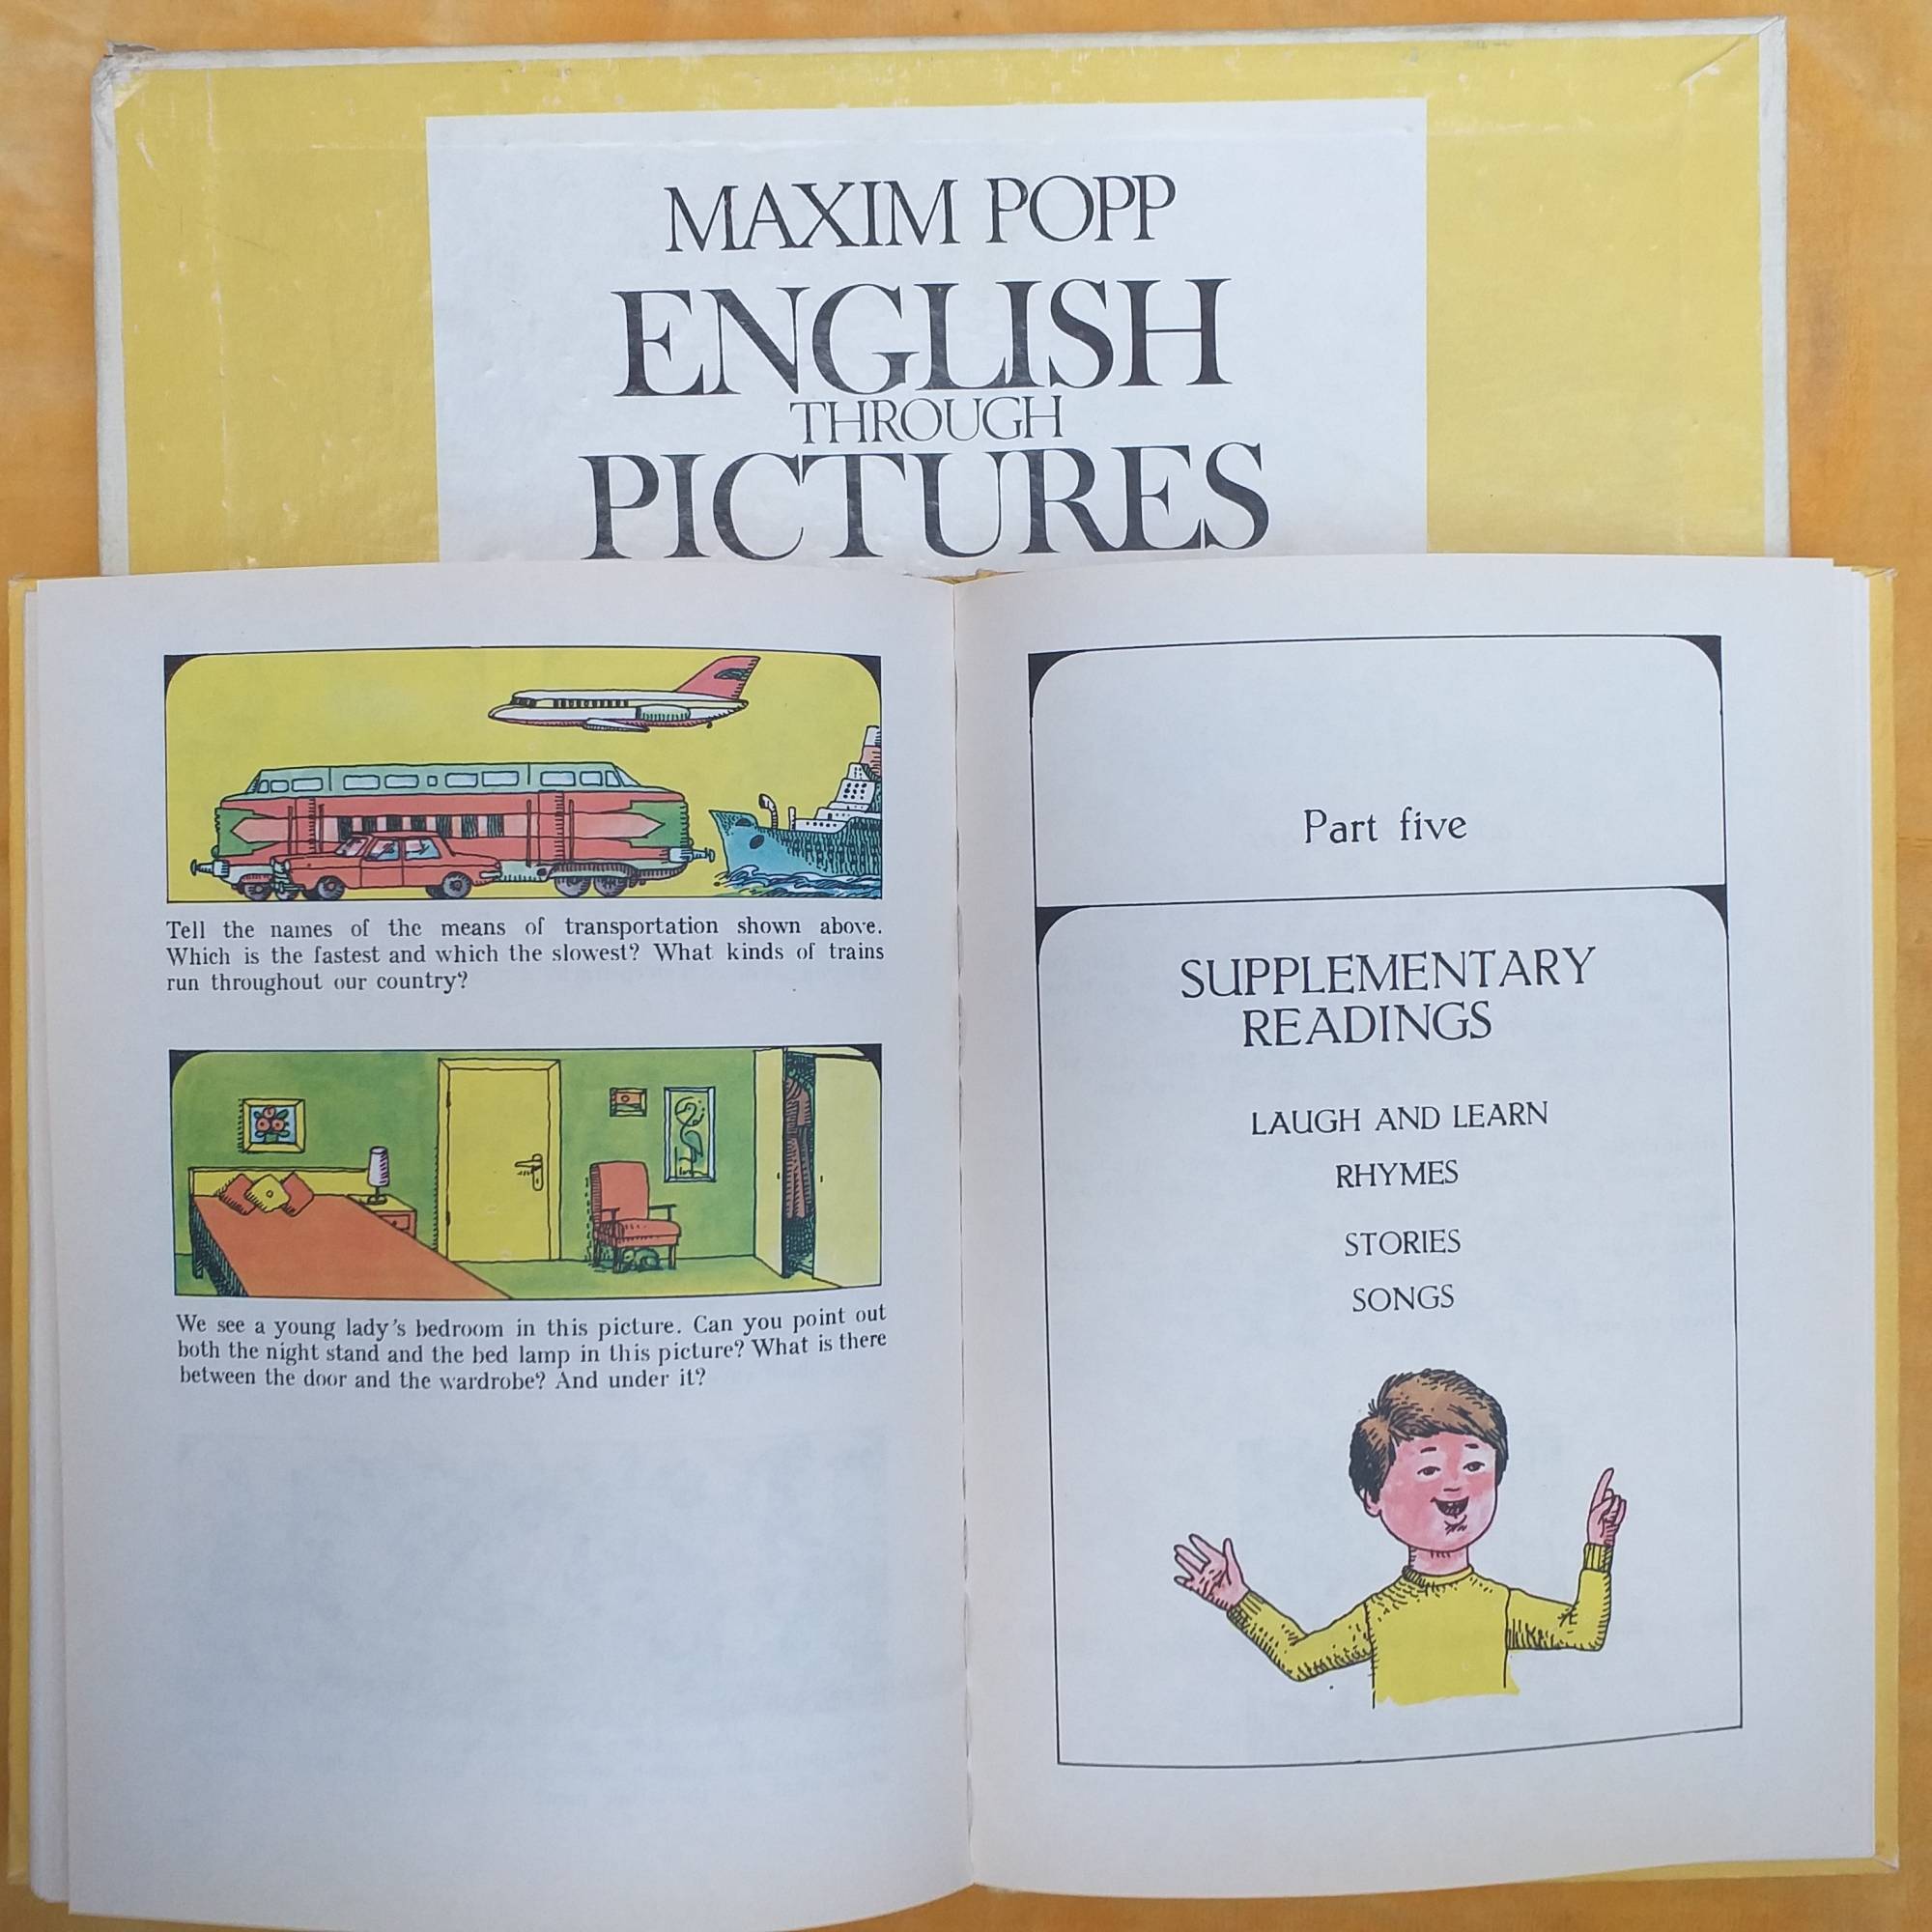 MAXIM POPP
ENGLISH
THROUGH
PICTURES
Tell the names of the means of transportation shown above.
Which is the fastest and which the slowest? What kinds of trains
run throughout our country?
We see a young lady's bedroom in this picture. Can you point out
both the night stand and the bed lamp in this picture? What is there
between the door and the wardrobe? And under it?
Part five
SUPPLEMENTARY
READINGS
LAUGH AND LEARN
RHYMES
STORIES
SONGS